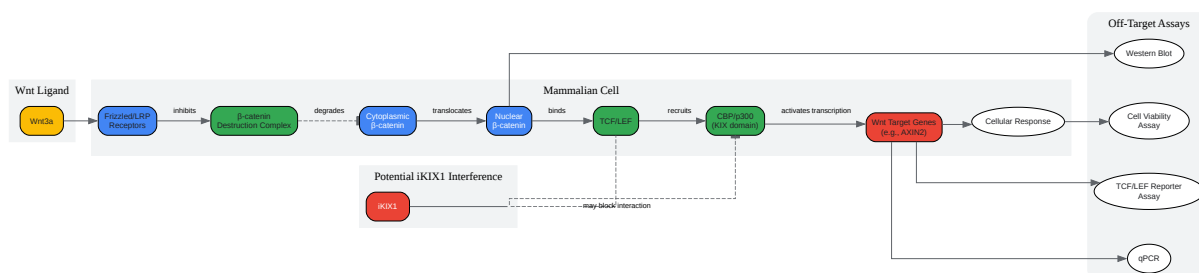 Off-Target Assays
Western Blot
Wnt Ligand
Mammalian Cell
Wnt3a
Frizzled/LRP
Receptors
inhibits
β-catenin
Destruction Complex
degrades
Cytoplasmic
β-catenin
translocates
Nuclear
β-catenin
binds
TCF/LEF
recruits
CBP/p300
(KIX domain)
activates transcription
Wnt Target Genes
(e.g., AXIN2)
Cellular Response
Cell Viability
Assay
Potential iKIX1 Interference
iKIX1
may block interaction
TCF/LEF Reporter
Assay
qPCR